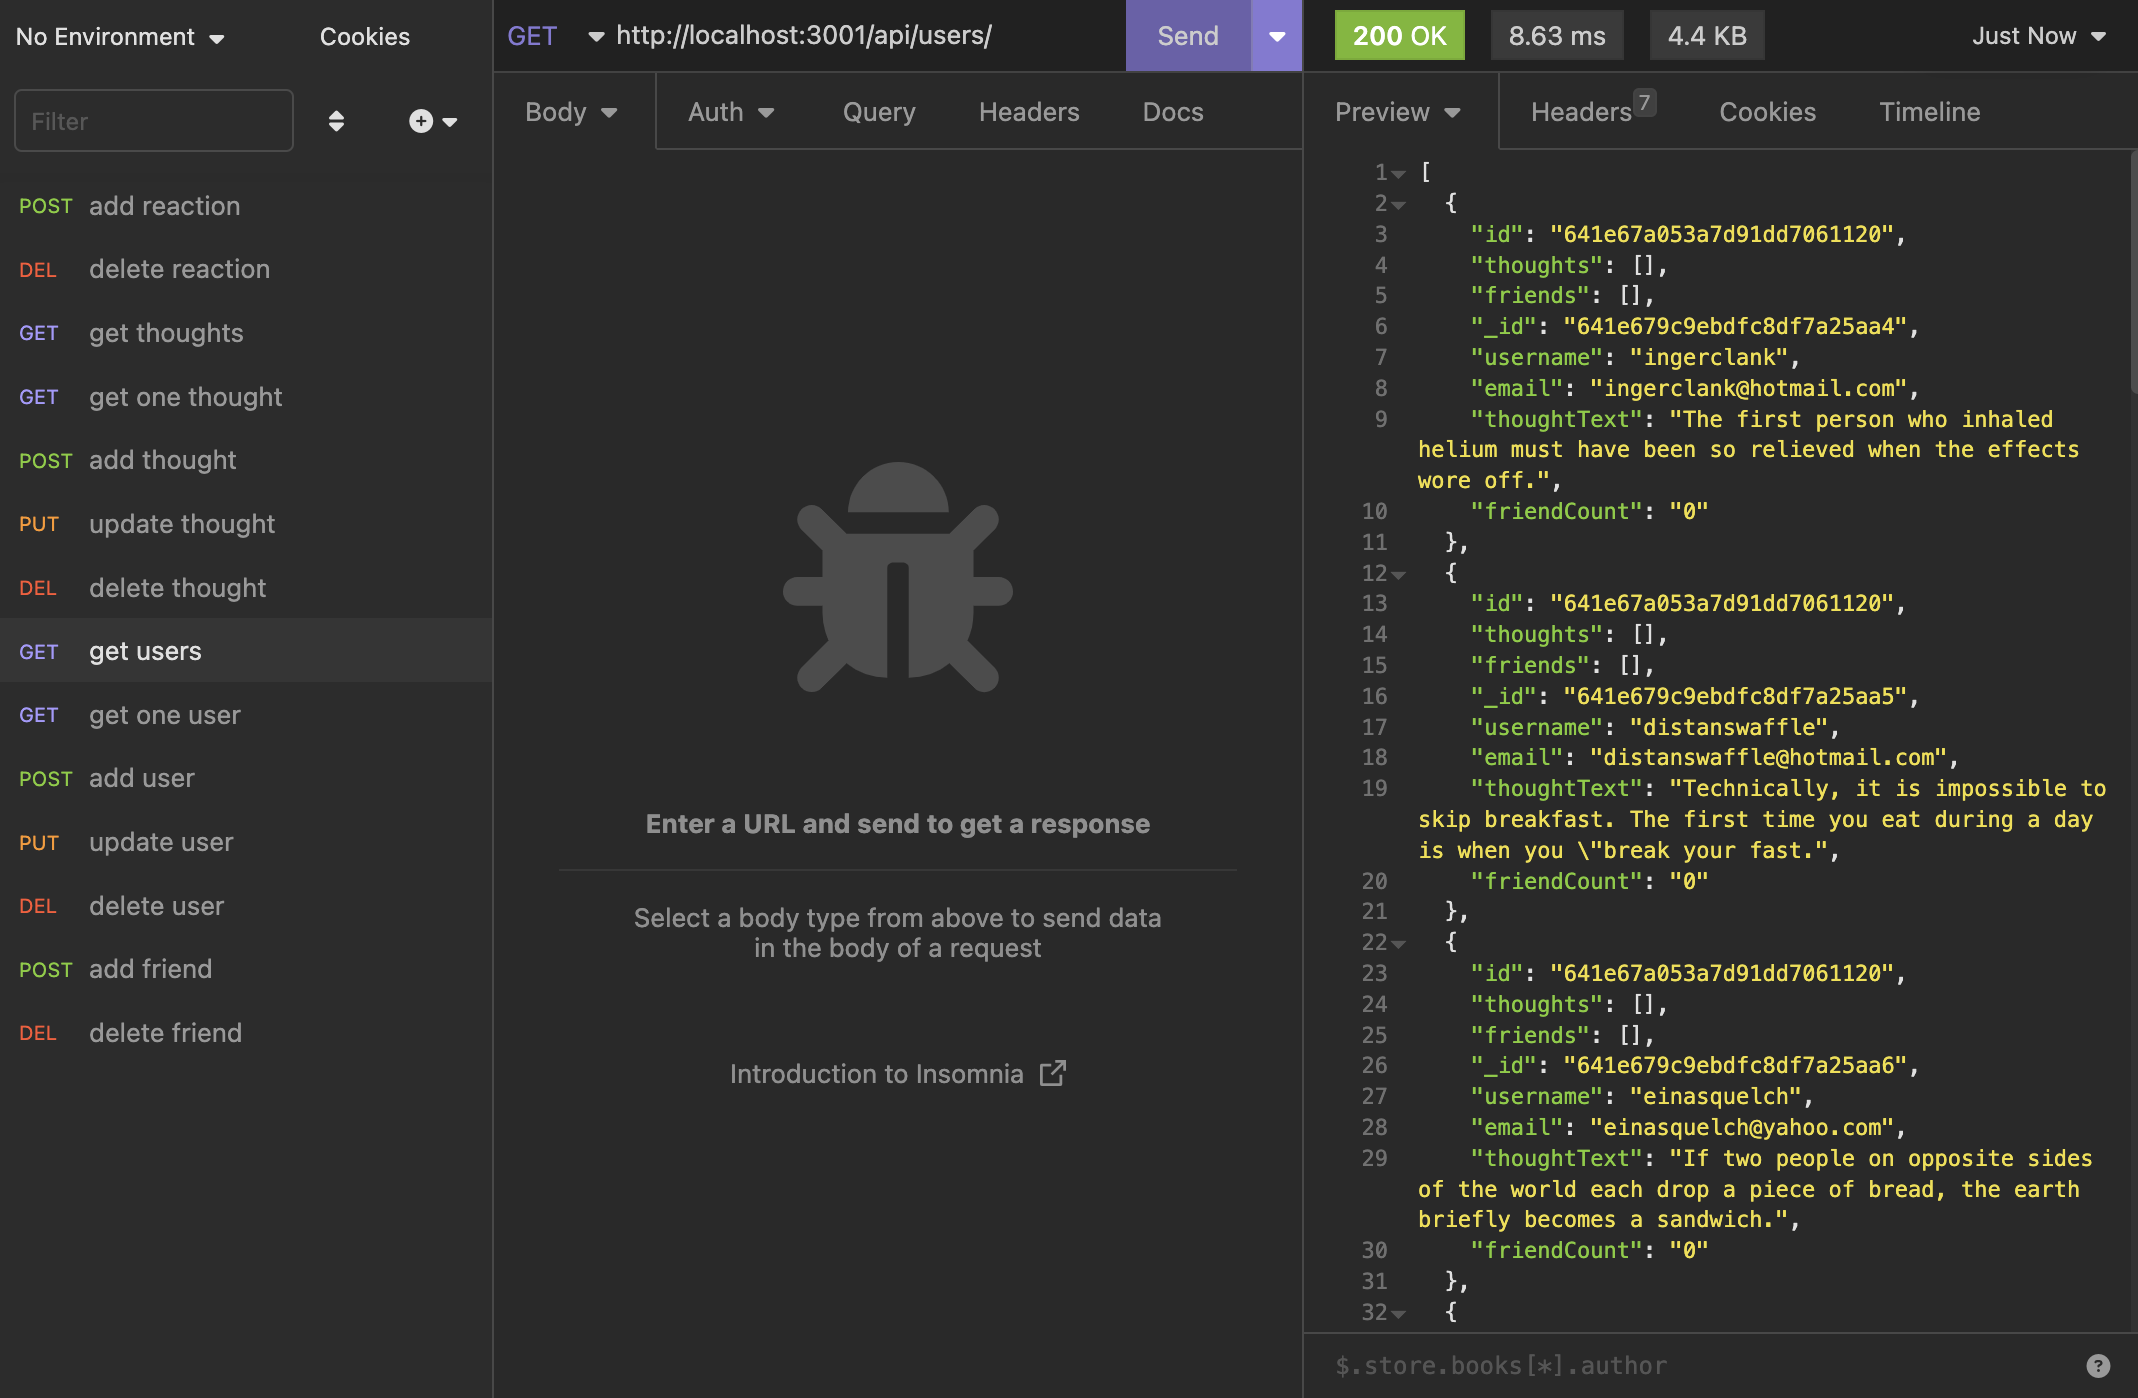 No Environment
Cookies
Filter
POST add reaction
DEL delete reaction
GET get thoughts
GET get one thought
POST add thought
PUT update thought
DEL delete thought
GET get users
GET get one user
POST add user
PUT update user
DEL delete user
POST add friend
DEL delete friend
GET http://localhost:3001/api/users/ Send
Body Auth Query Headers Docs
Enter a URL and send to get a response
Select a body type from above to send data
in the body of a request
Introduction to Insomnia
200 OK 8.63 ms 4.4 KB Just Now
Preview Headers 7 Cookies Timeline
1 [
2 {
3 "id": "641e67a053a7d91dd7061120",
4 "thoughts": [],
5 "friends": [],
6 "_id": "641e679c9ebdfc8df7a25aa4",
7 "username": "ingerclank",
8 "email": "ingerclank@hotmail.com",
9 "thoughtText": "The first person who inhaled
helium must have been so relieved when the effects
wore off.",
10 "friendCount": "0"
11 },
12 {
13 "id": "641e67a053a7d91dd7061120",
14 "thoughts": [],
15 "friends": [],
16 "_id": "641e679c9ebdfc8df7a25aa5",
17 "username": "distanswaffle",
18 "email": "distanswaffle@hotmail.com",
19 "thoughtText": "Technically, it is impossible to
skip breakfast. The first time you eat during a day
is when you \"break your fast.",
20 "friendCount": "0"
21 },
22 {
23 "id": "641e67a053a7d91dd7061120",
24 "thoughts": [],
25 "friends": [],
26 "_id": "641e679c9ebdfc8df7a25aa6",
27 "username": "einasquelch",
28 "email": "einasquelch@yahoo.com",
29 "thoughtText": "If two people on opposite sides
of the world each drop a piece of bread, the earth
briefly becomes a sandwich.",
30 "friendCount": "0"
31 },
32 {
$.store.books[*].author